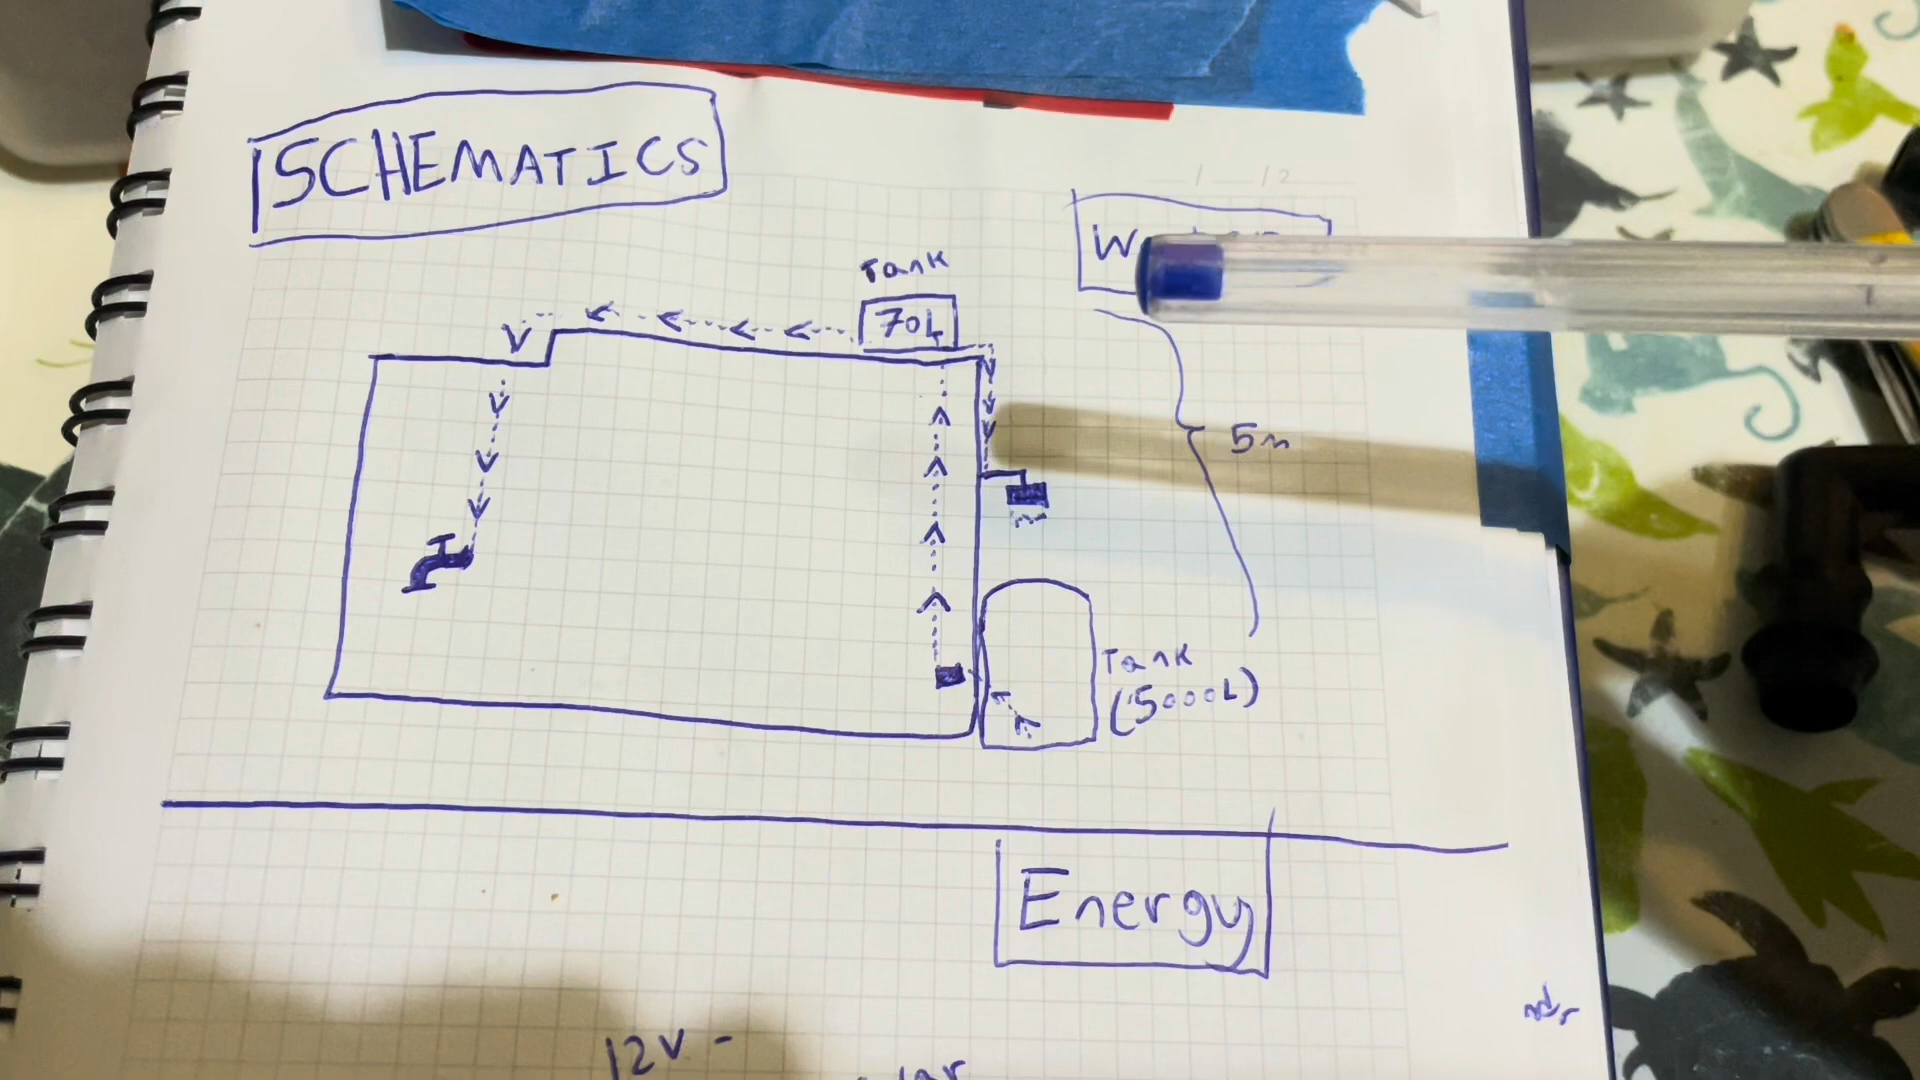 SCHEMATICS
Tank
70L
5m
Tank
(5000L)
Energy
12V -